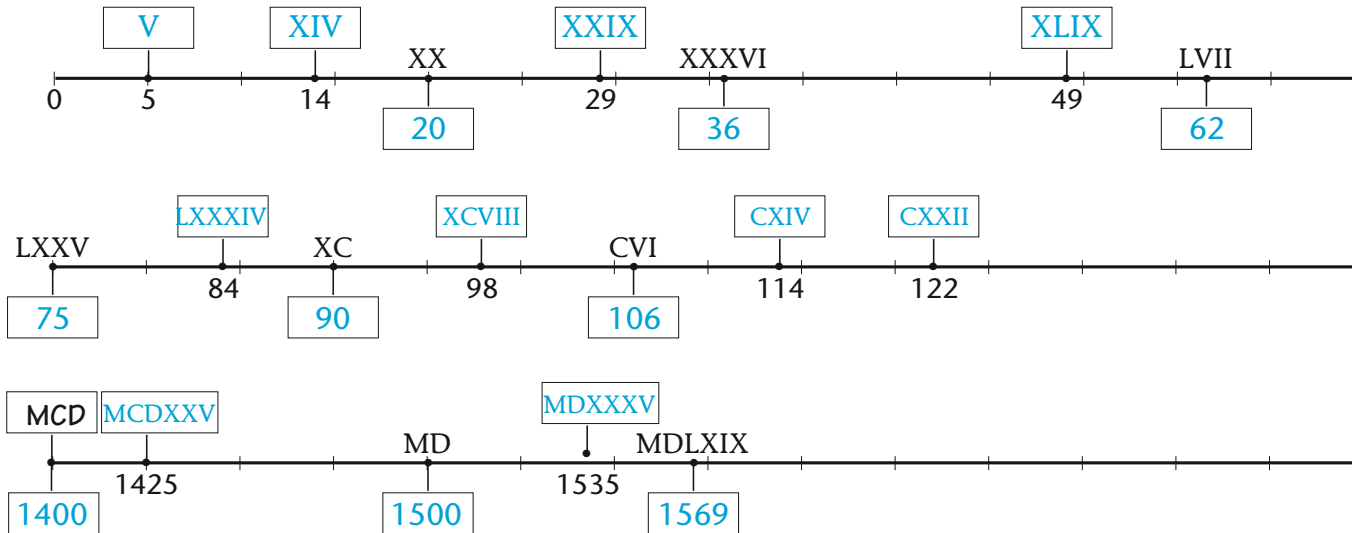 V XIV XXIX XLIX
XX XXXVI LVII
0 5 14 29 49
20 36 62
LXXXIV XCVIII CXIV CXXII
LXXV XC CVI
84 98 114 122
75 90 106
MCD MCDXXV MDXXXV
MD MDLXIX
1425 1535
1400 1500 1569